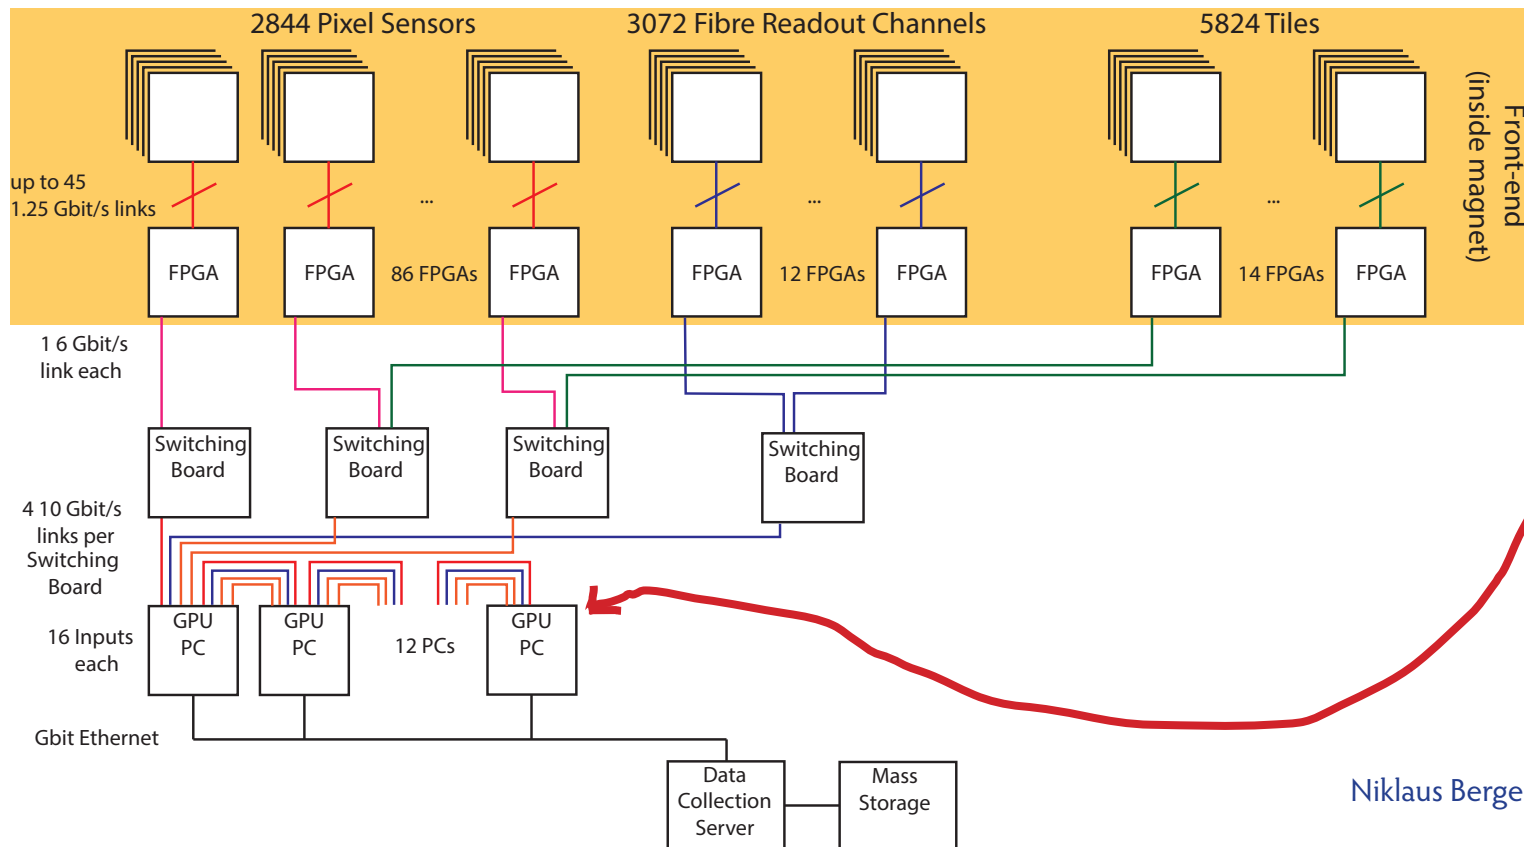 2844 Pixel Sensors
3072 Fibre Readout Channels
5824 Tiles
Front-end
(inside magnet)
up to 45
1.25 Gbit/s links
...
...
...
FPGA
FPGA
86 FPGAs
FPGA
FPGA
12 FPGAs
FPGA
FPGA
14 FPGAs
FPGA
1 6 Gbit/s
link each
Switching
Board
Switching
Board
Switching
Board
Switching
Board
4 10 Gbit/s
links per
Switching
Board
16 Inputs
each
GPU
PC
GPU
PC
12 PCs
GPU
PC
Gbit Ethernet
Data
Collection
Server
Mass
Storage
Niklaus Berge